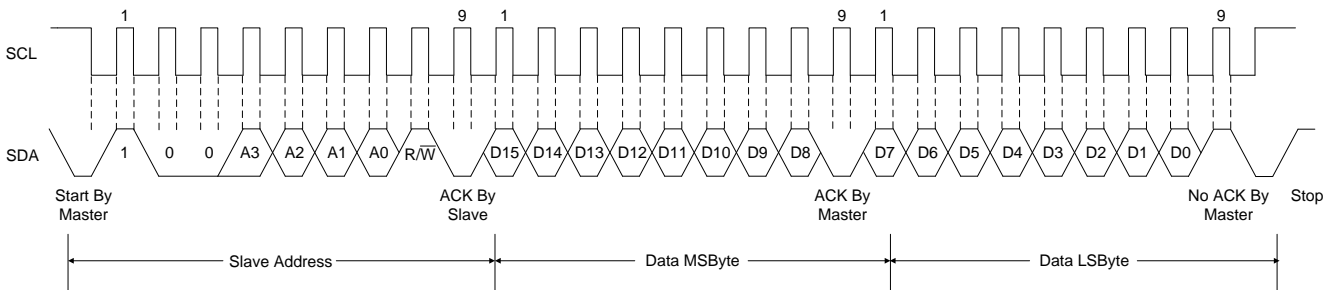 1 9 1 9 1 9
SCL
SDA 1 0 0 A3 A2 A1 A0 R/W̅ D15 D14 D13 D12 D11 D10 D9 D8 D7 D6 D5 D4 D3 D2 D1 D0
Start By
Master
ACK By
Slave
ACK By
Master
No ACK By
Master
Stop
Slave Address
Data MSByte
Data LSByte